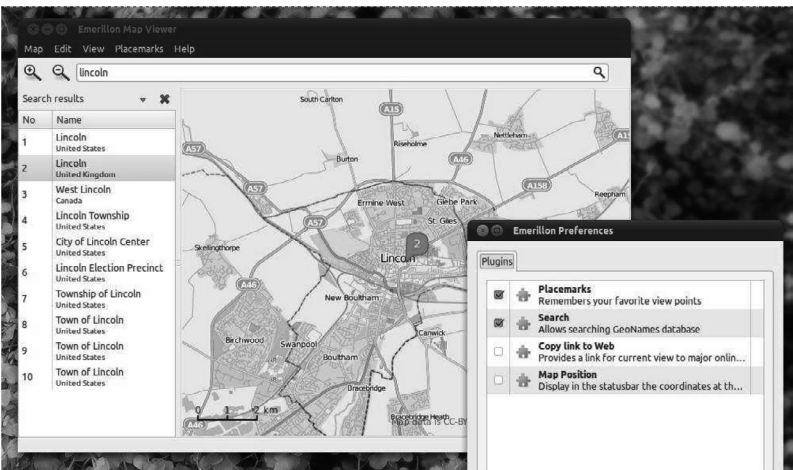 Emerillon Map Viewer
Map Edit View Placemarks Help
lincoln
Search results
No Name
1 Lincoln
United States
2 Lincoln
United Kingdom
3 West Lincoln
Canada
4 Lincoln Township
United States
5 City of Lincoln Center
United States
6 Lincoln Election Precinct
United States
7 Township of Lincoln
United States
8 Town of Lincoln
United States
9 Town of Lincoln
United States
10 Town of Lincoln
United States
South Carlton
A15
Nettleham
A15
A57
Riseholme
Burton
A46
A57
A158
Reepham
Ermine West
Glebe Park
A57
St. Giles
2
Skellingthorpe
Lincoln
A46
New Boultham
Canwick
Birchwood
Swanpool
Boultham
Bracebridge
0 1 2 km
A46
Bracebridge Heath
Map data is CC-BY
Emerillon Preferences
Plugins
Placemarks
Remembers your favorite view points
Search
Allows searching GeoNames database
Copy link to Web
Provides a link for current view to major onlin...
Map Position
Display in the statusbar the coordinates at th...